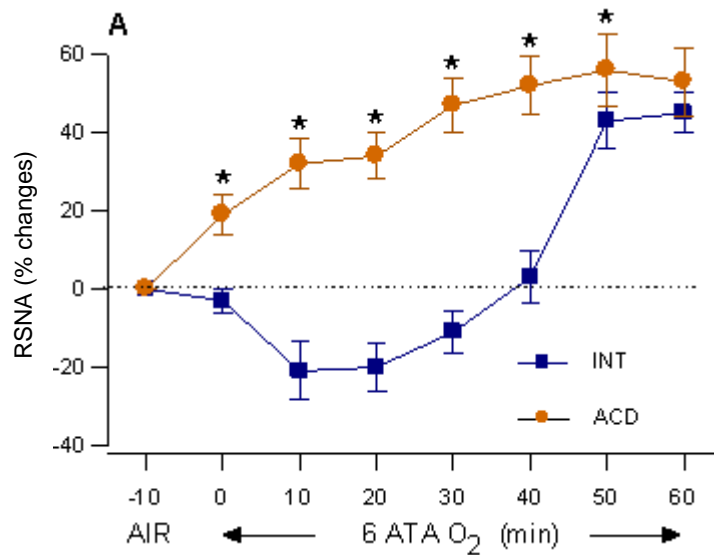 A
60
40
20
0
-20
-40
RSNA (% changes)
* * * * * *
INT
ACD
-10 0 10 20 30 40 50 60
AIR 6 ATA O₂ (min)